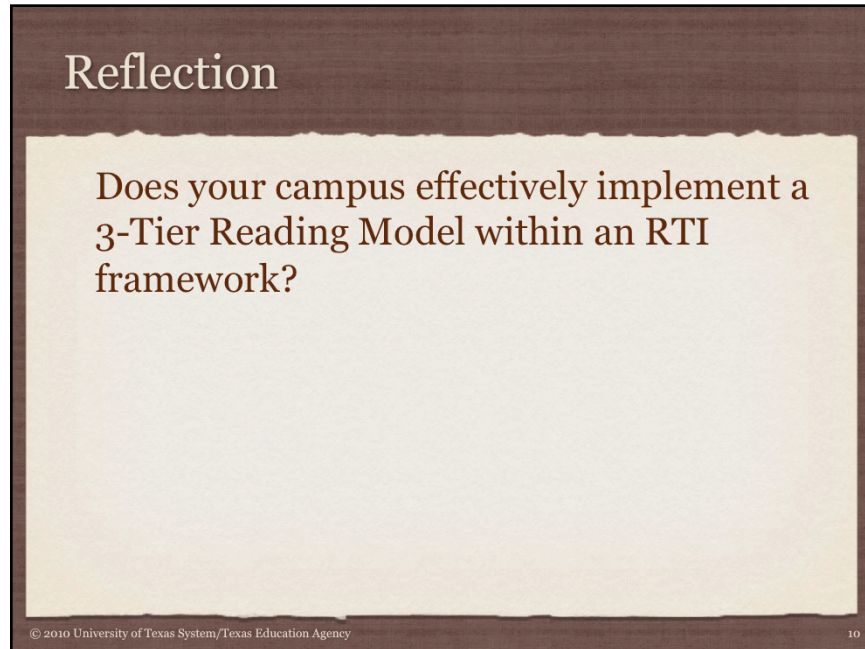 Reflection
Does your campus effectively implement a
3-Tier Reading Model within an RTI
framework?
© 2010 University of Texas System/Texas Education Agency
10